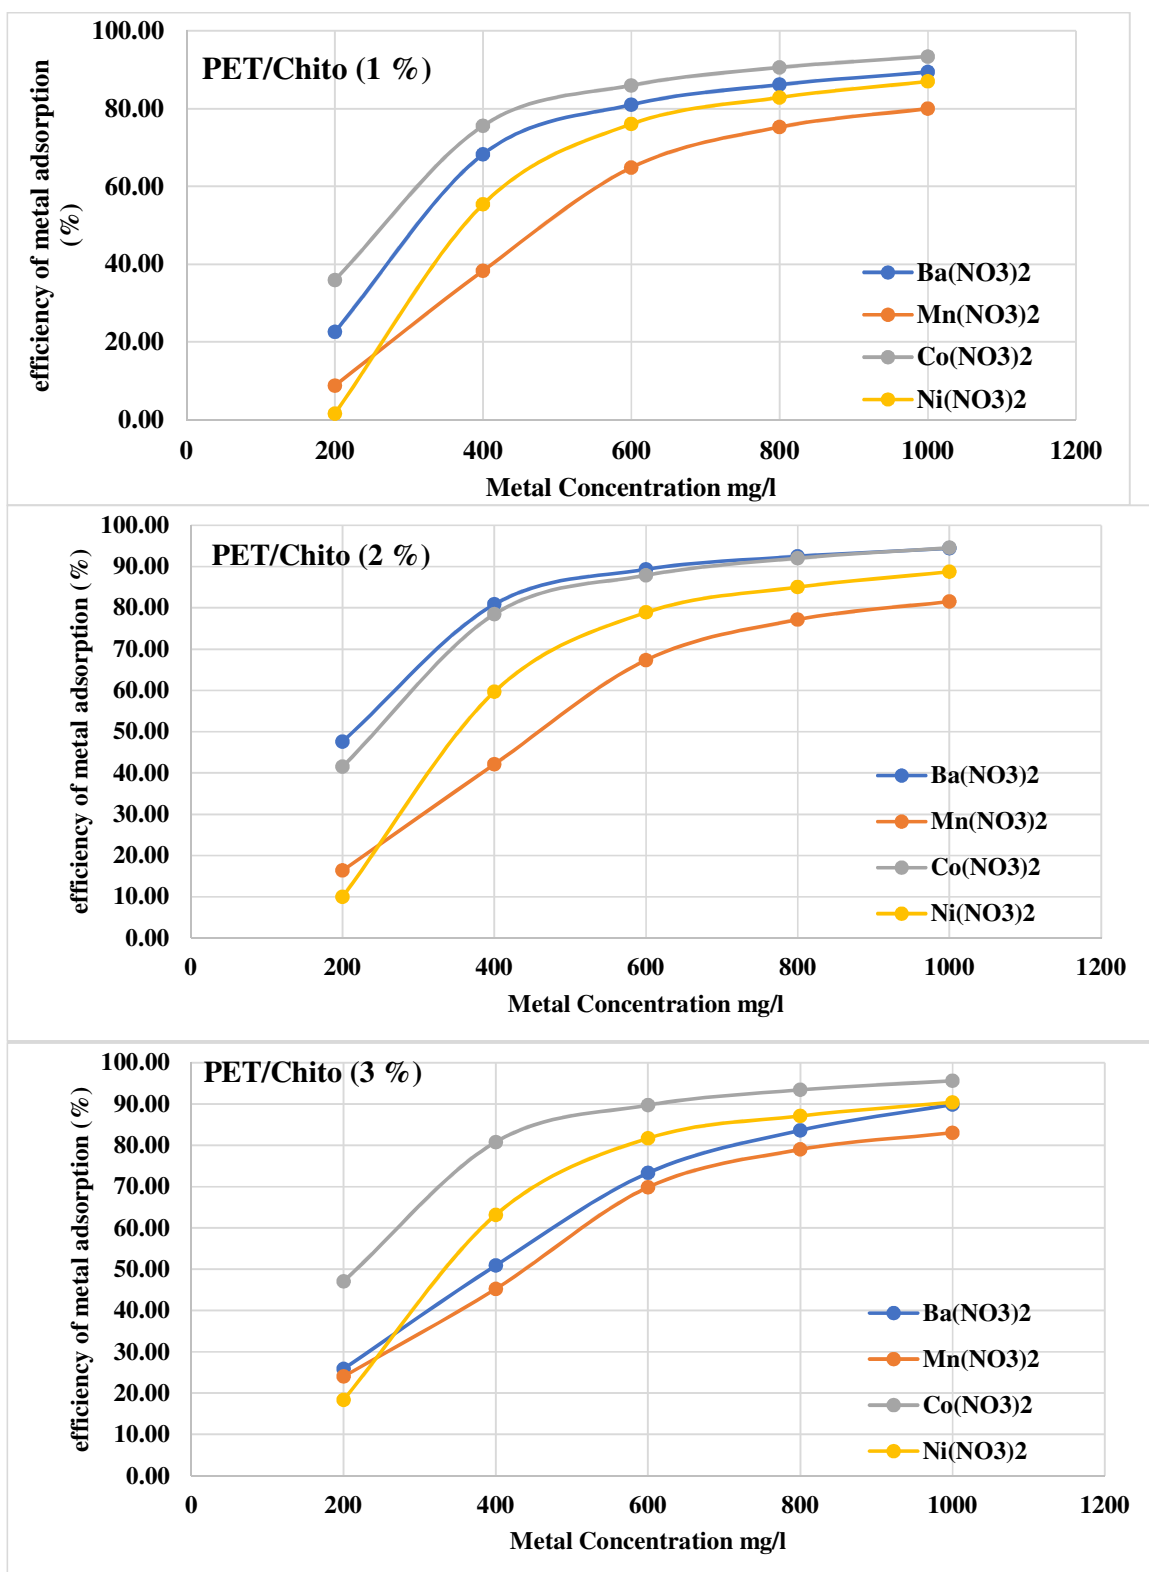 100.00
80.00
60.00
40.00
20.00
0.00
efficiency of metal adsorption
(%)
PET/Chito (1 %)
Ba(NO3)2
Mn(NO3)2
Co(NO3)2
Ni(NO3)2
0 200 400 600 800 1000 1200
Metal Concentration mg/l
100.00
90.00
80.00
70.00
60.00
50.00
40.00
30.00
20.00
10.00
0.00
efficiency of metal adsorption (%)
PET/Chito (2 %)
Ba(NO3)2
Mn(NO3)2
Co(NO3)2
Ni(NO3)2
0 200 400 600 800 1000 1200
Metal Concentration mg/l
100.00
90.00
80.00
70.00
60.00
50.00
40.00
30.00
20.00
10.00
0.00
efficiency of metal adsorption (%)
PET/Chito (3 %)
Ba(NO3)2
Mn(NO3)2
Co(NO3)2
Ni(NO3)2
0 200 400 600 800 1000 1200
Metal Concentration mg/l